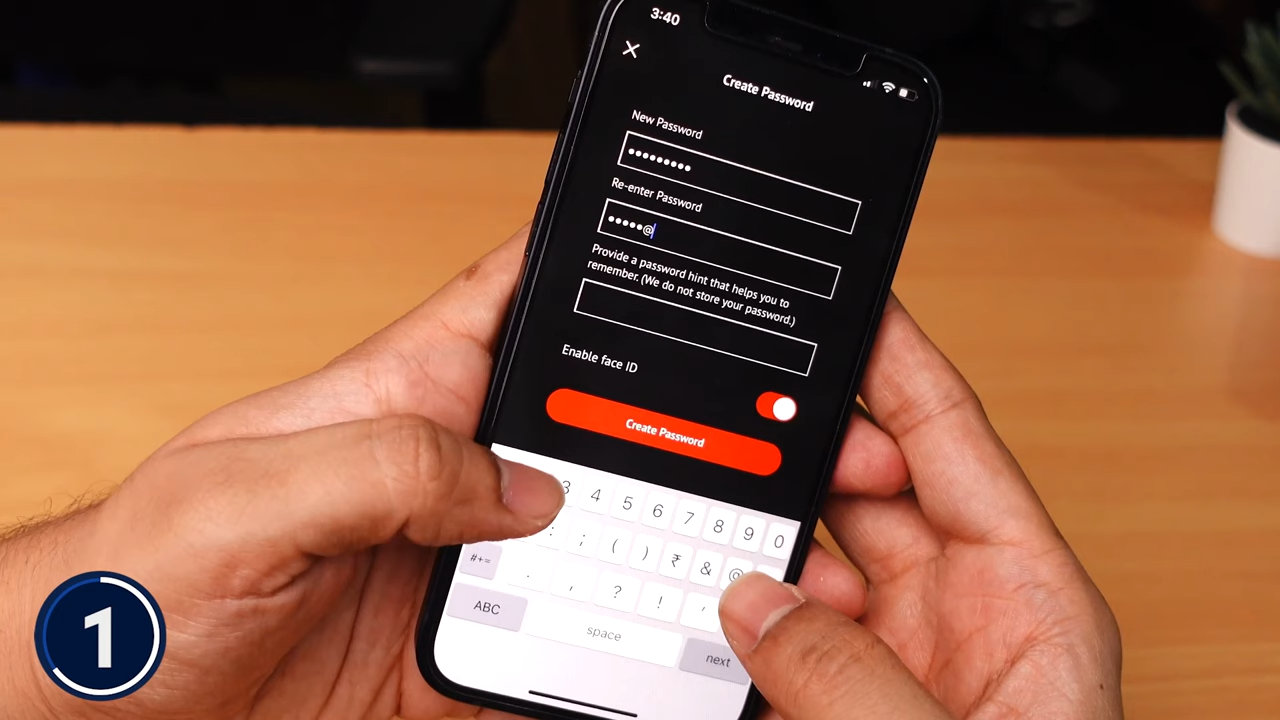 3:40
Create Password
New Password
•••••••••
Re-enter Password
•••••@
Provide a password hint that helps you to
remember. (We do not store your password.)
Enable face ID
Create Password
3 4 5 6 7 8 9 0
: ; ( ) ₹ & @
#+= . , ? ! '
ABC space next
1